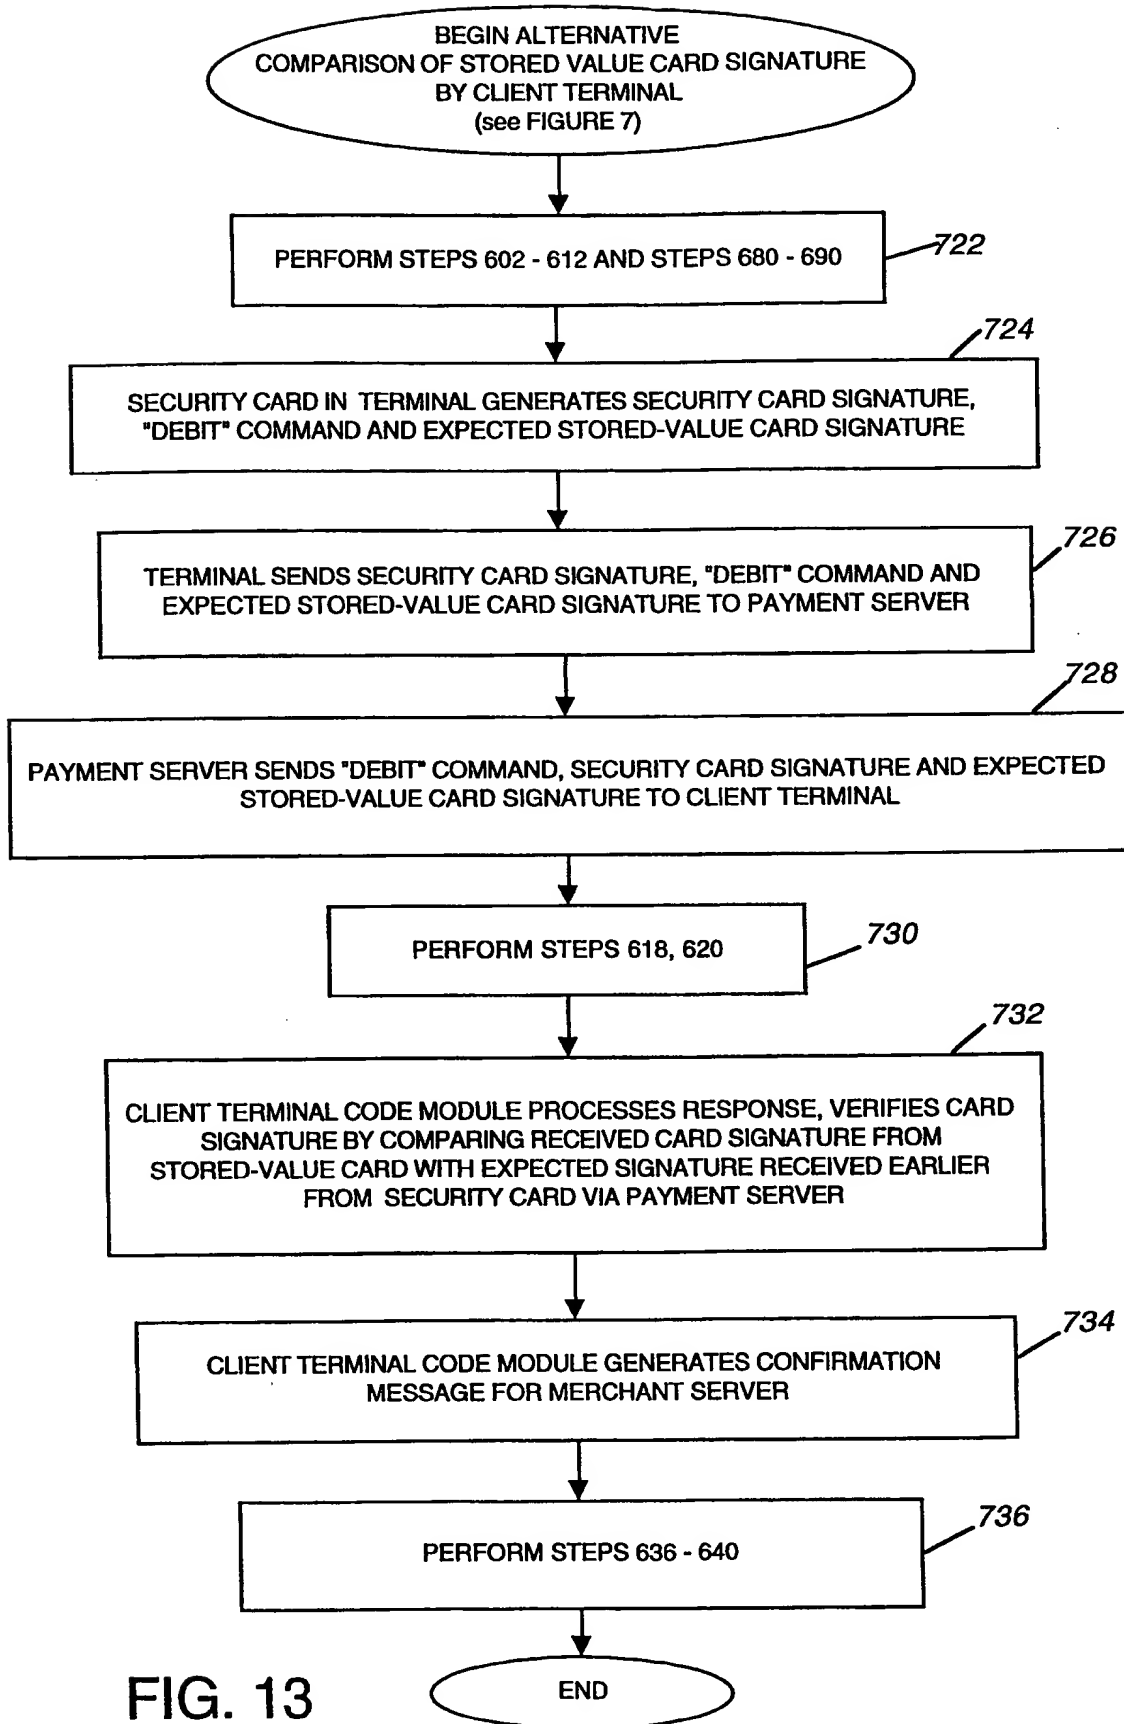 BEGIN ALTERNATIVE
COMPARISON OF STORED VALUE CARD SIGNATURE
BY CLIENT TERMINAL
(see FIGURE 7)
PERFORM STEPS 602 - 612 AND STEPS 680 - 690
722
724
SECURITY CARD IN TERMINAL GENERATES SECURITY CARD SIGNATURE,
"DEBIT" COMMAND AND EXPECTED STORED-VALUE CARD SIGNATURE
726
TERMINAL SENDS SECURITY CARD SIGNATURE, "DEBIT" COMMAND AND
EXPECTED STORED-VALUE CARD SIGNATURE TO PAYMENT SERVER
728
PAYMENT SERVER SENDS "DEBIT" COMMAND, SECURITY CARD SIGNATURE AND EXPECTED
STORED-VALUE CARD SIGNATURE TO CLIENT TERMINAL
PERFORM STEPS 618, 620
730
732
CLIENT TERMINAL CODE MODULE PROCESSES RESPONSE, VERIFIES CARD
SIGNATURE BY COMPARING RECEIVED CARD SIGNATURE FROM
STORED-VALUE CARD WITH EXPECTED SIGNATURE RECEIVED EARLIER
FROM SECURITY CARD VIA PAYMENT SERVER
734
CLIENT TERMINAL CODE MODULE GENERATES CONFIRMATION
MESSAGE FOR MERCHANT SERVER
736
PERFORM STEPS 636 - 640
END
FIG. 13